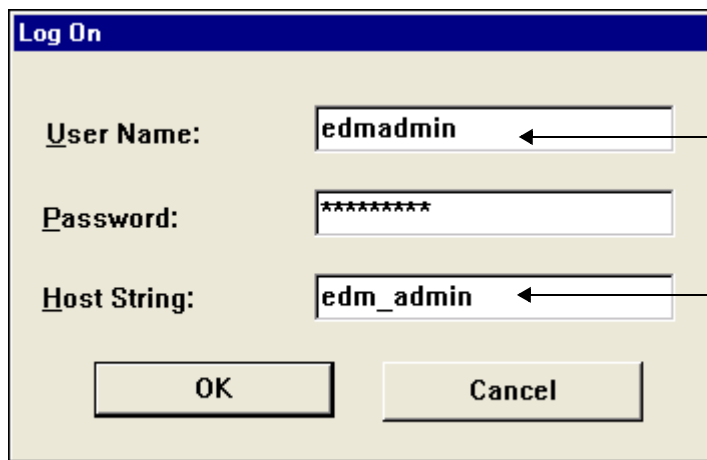 Log On
User Name: edmadmin
Password: *********
Host String: edm_admin
OK Cancel